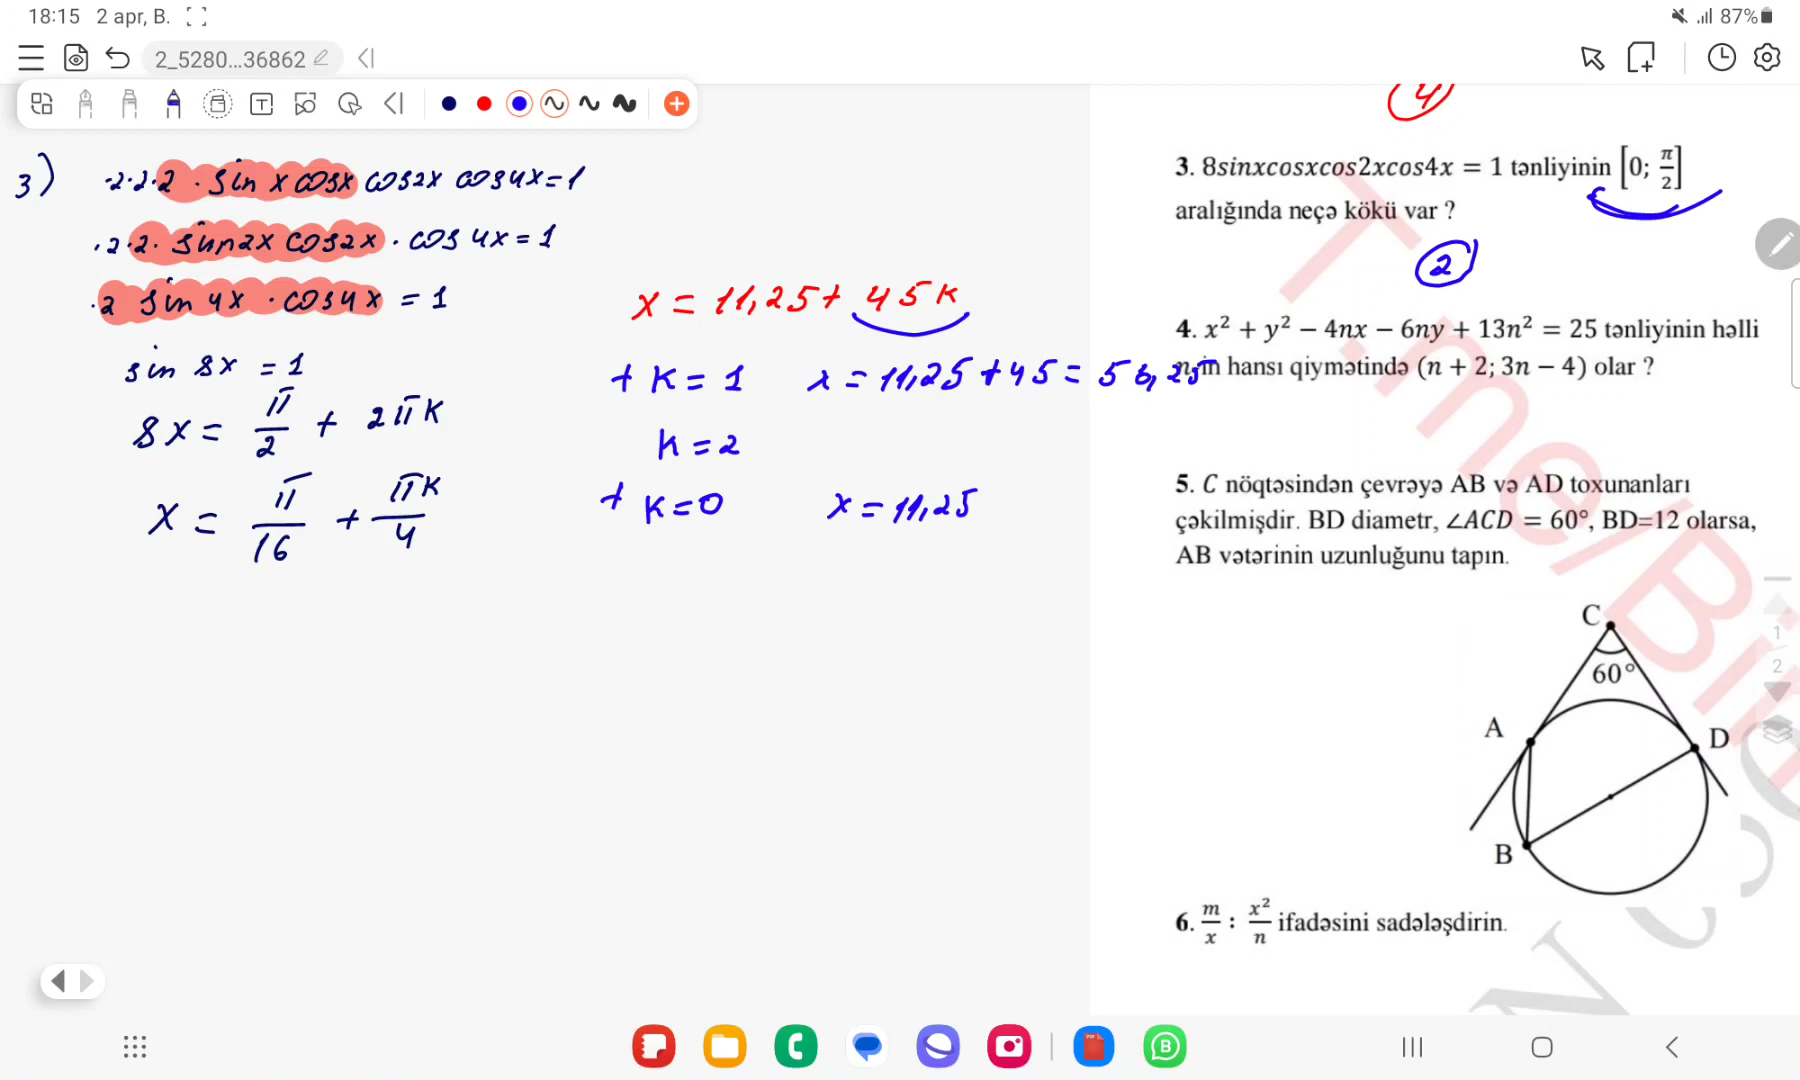 18:15 2 apr, B. 87%
2_5280...36862
3) ·2·2·2 · sin x cosx cos2x cos4x=1
·2·2· sin2x cos2x · cos 4x=1
·2 sin 4x · cos4x = 1
sin 8x = 1
8x = π/2 + 2πk
x = π/16 + πk/4
x = 11,25+ 45k
+ k = 1 x = 11,25+45= 56,25
k = 2
+ k=0 x = 11,25
4
3. 8sinxcosxcos2xcos4x = 1 tənliyinin [0; π/2]
aralığında neçə kökü var ?
2
4. x² + y² − 4nx − 6ny + 13n² = 25 tənliyinin həlli
n-in hansı qiymətində (n + 2; 3n − 4) olar ?
5. C nöqtəsindən çevrəyə AB və AD toxunanları
çəkilmişdir. BD diametr, ∠ACD = 60°, BD=12 olarsa,
AB vətərinin uzunluğunu tapın.
C
60°
A
D
B
6. m/x : x²/n ifadəsini sadələşdirin.
T.me/Bi
1
2